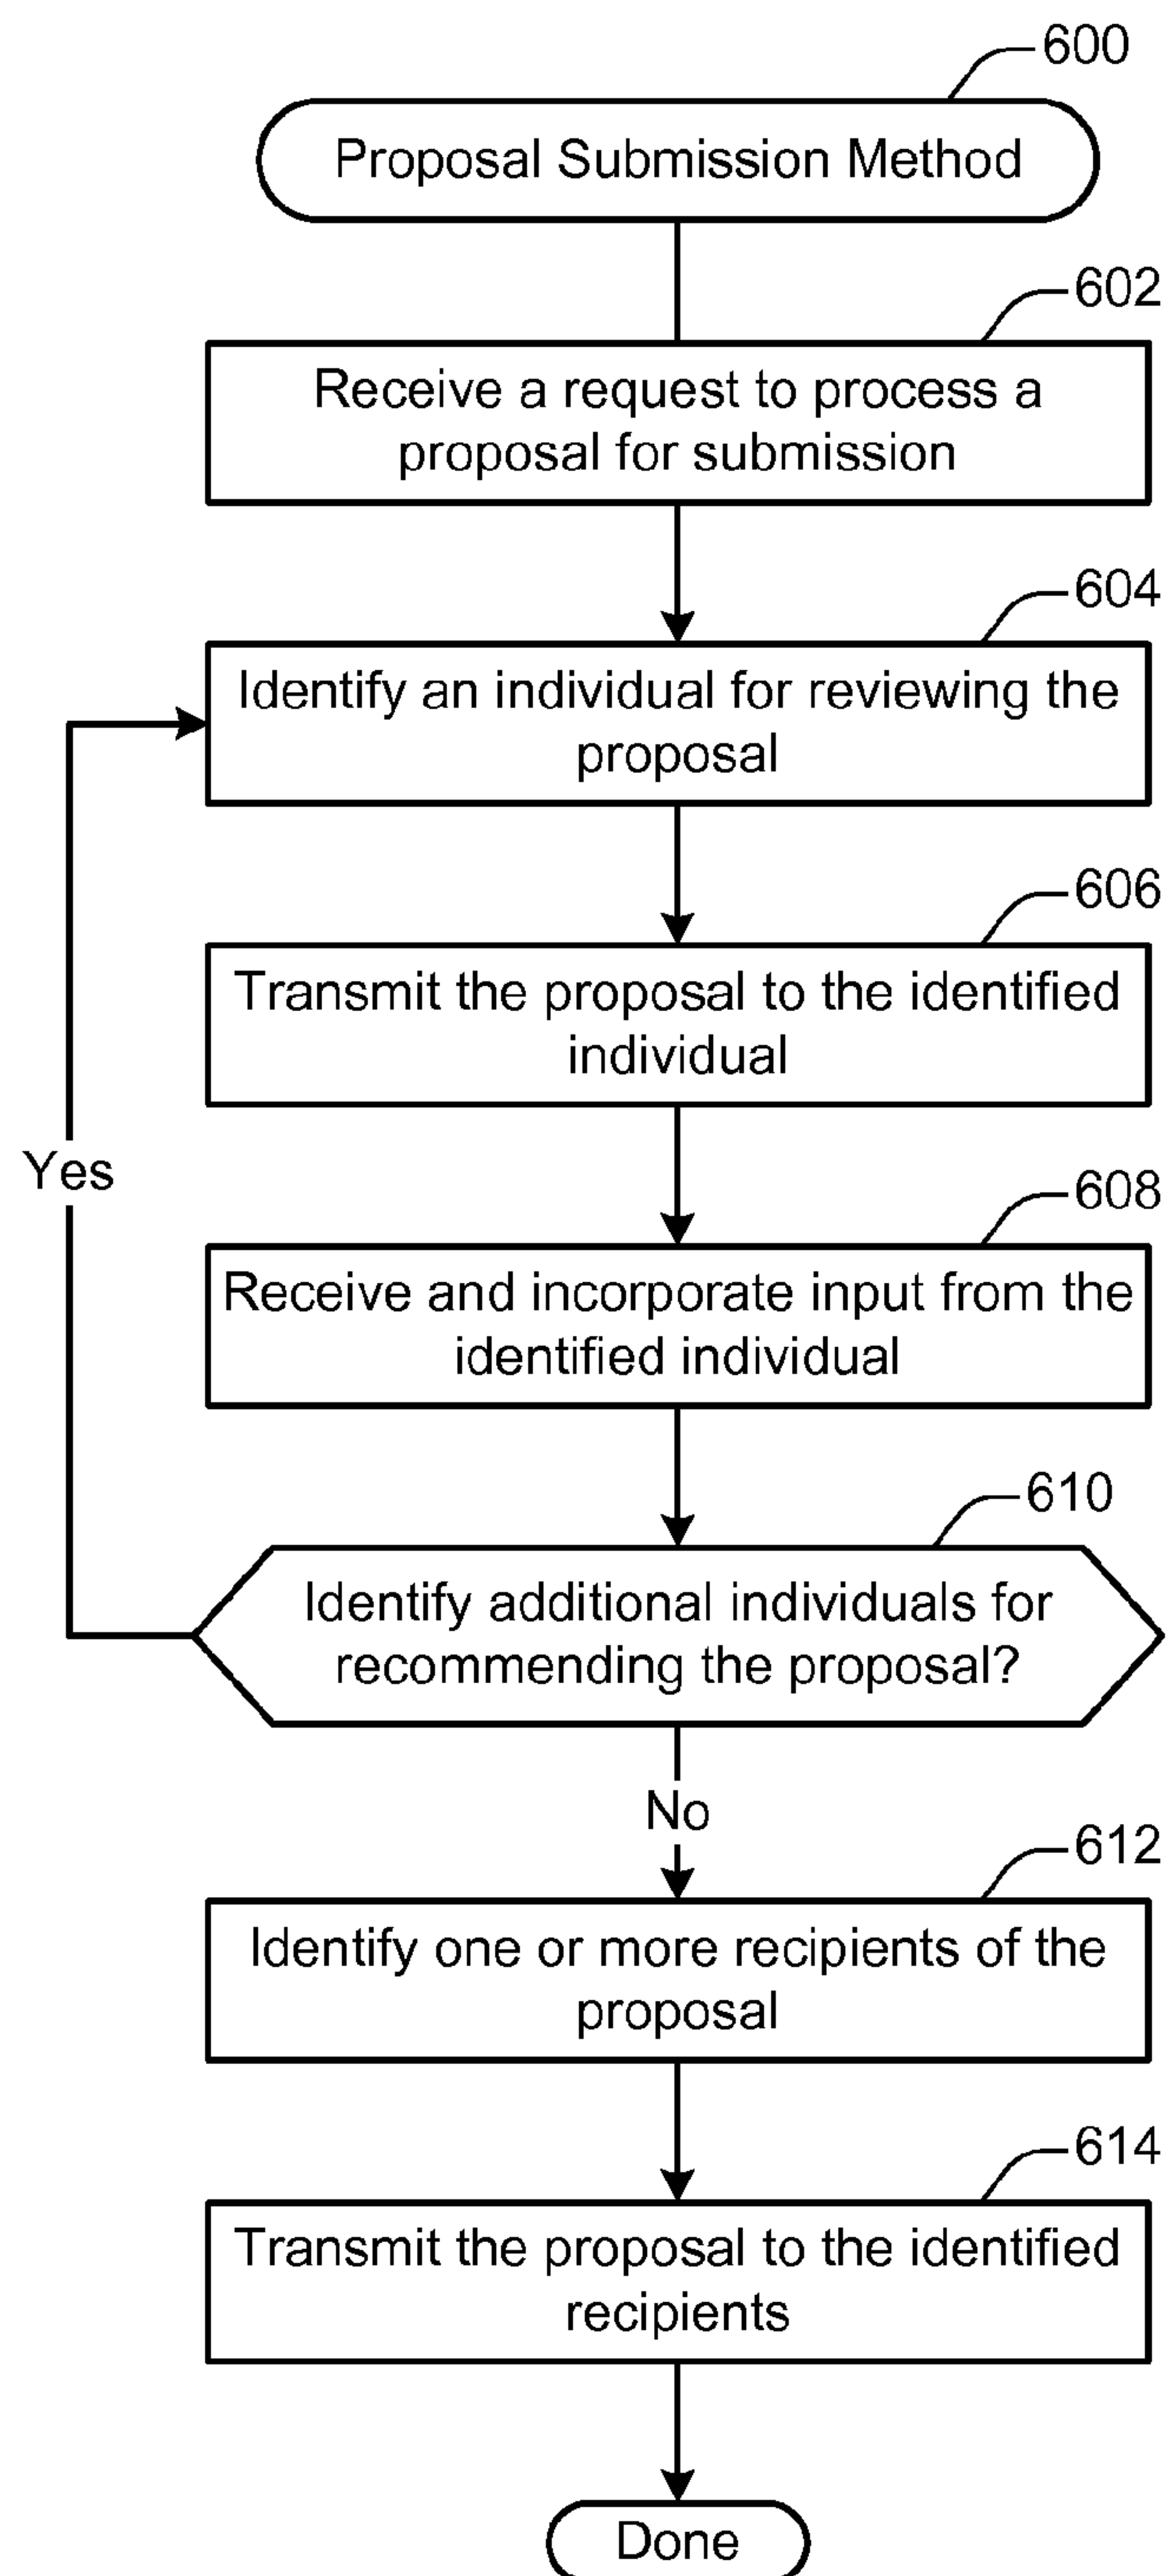 600
Proposal Submission Method
602
Receive a request to process a
proposal for submission
604
Identify an individual for reviewing the
proposal
606
Transmit the proposal to the identified
individual
Yes
608
Receive and incorporate input from the
identified individual
610
Identify additional individuals for
recommending the proposal?
No
612
Identify one or more recipients of the
proposal
614
Transmit the proposal to the identified
recipients
Done